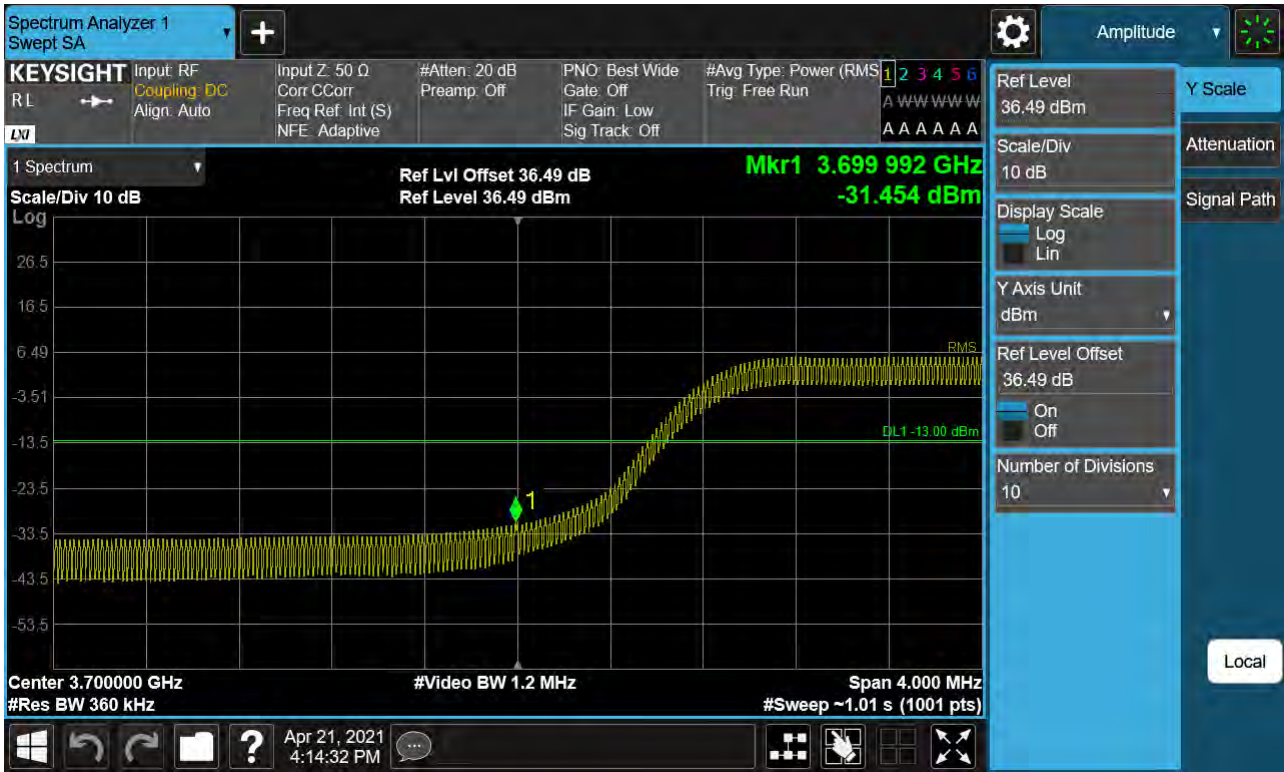 Spectrum Analyzer 1
Swept SA
Amplitude
KEYSIGHT
RL
LXI
Input: RF
Coupling: DC
Align: Auto
Input Z: 50 Ω
Corr CCorr
Freq Ref: Int (S)
NFE: Adaptive
#Atten: 20 dB
Preamp: Off
PNO: Best Wide
Gate: Off
IF Gain: Low
Sig Track: Off
#Avg Type: Power (RMS
Trig: Free Run
1 2 3 4 5 6
A W W W W W
A A A A A A
1 Spectrum
Scale/Div 10 dB
Ref Lvl Offset 36.49 dB
Ref Level 36.49 dBm
Mkr1 3.699 992 GHz
-31.454 dBm
Log
26.5
16.5
6.49
-3.51
-13.5
-23.5
-33.5
-43.5
-53.5
RMS
DL1 -13.00 dBm
1
Center 3.700000 GHz
#Res BW 360 kHz
#Video BW 1.2 MHz
Span 4.000 MHz
#Sweep ~1.01 s (1001 pts)
Ref Level
36.49 dBm
Scale/Div
10 dB
Display Scale
Log
Lin
Y Axis Unit
dBm
Ref Level Offset
36.49 dB
On
Off
Number of Divisions
10
Y Scale
Attenuation
Signal Path
Local
?
Apr 21, 2021
4:14:32 PM